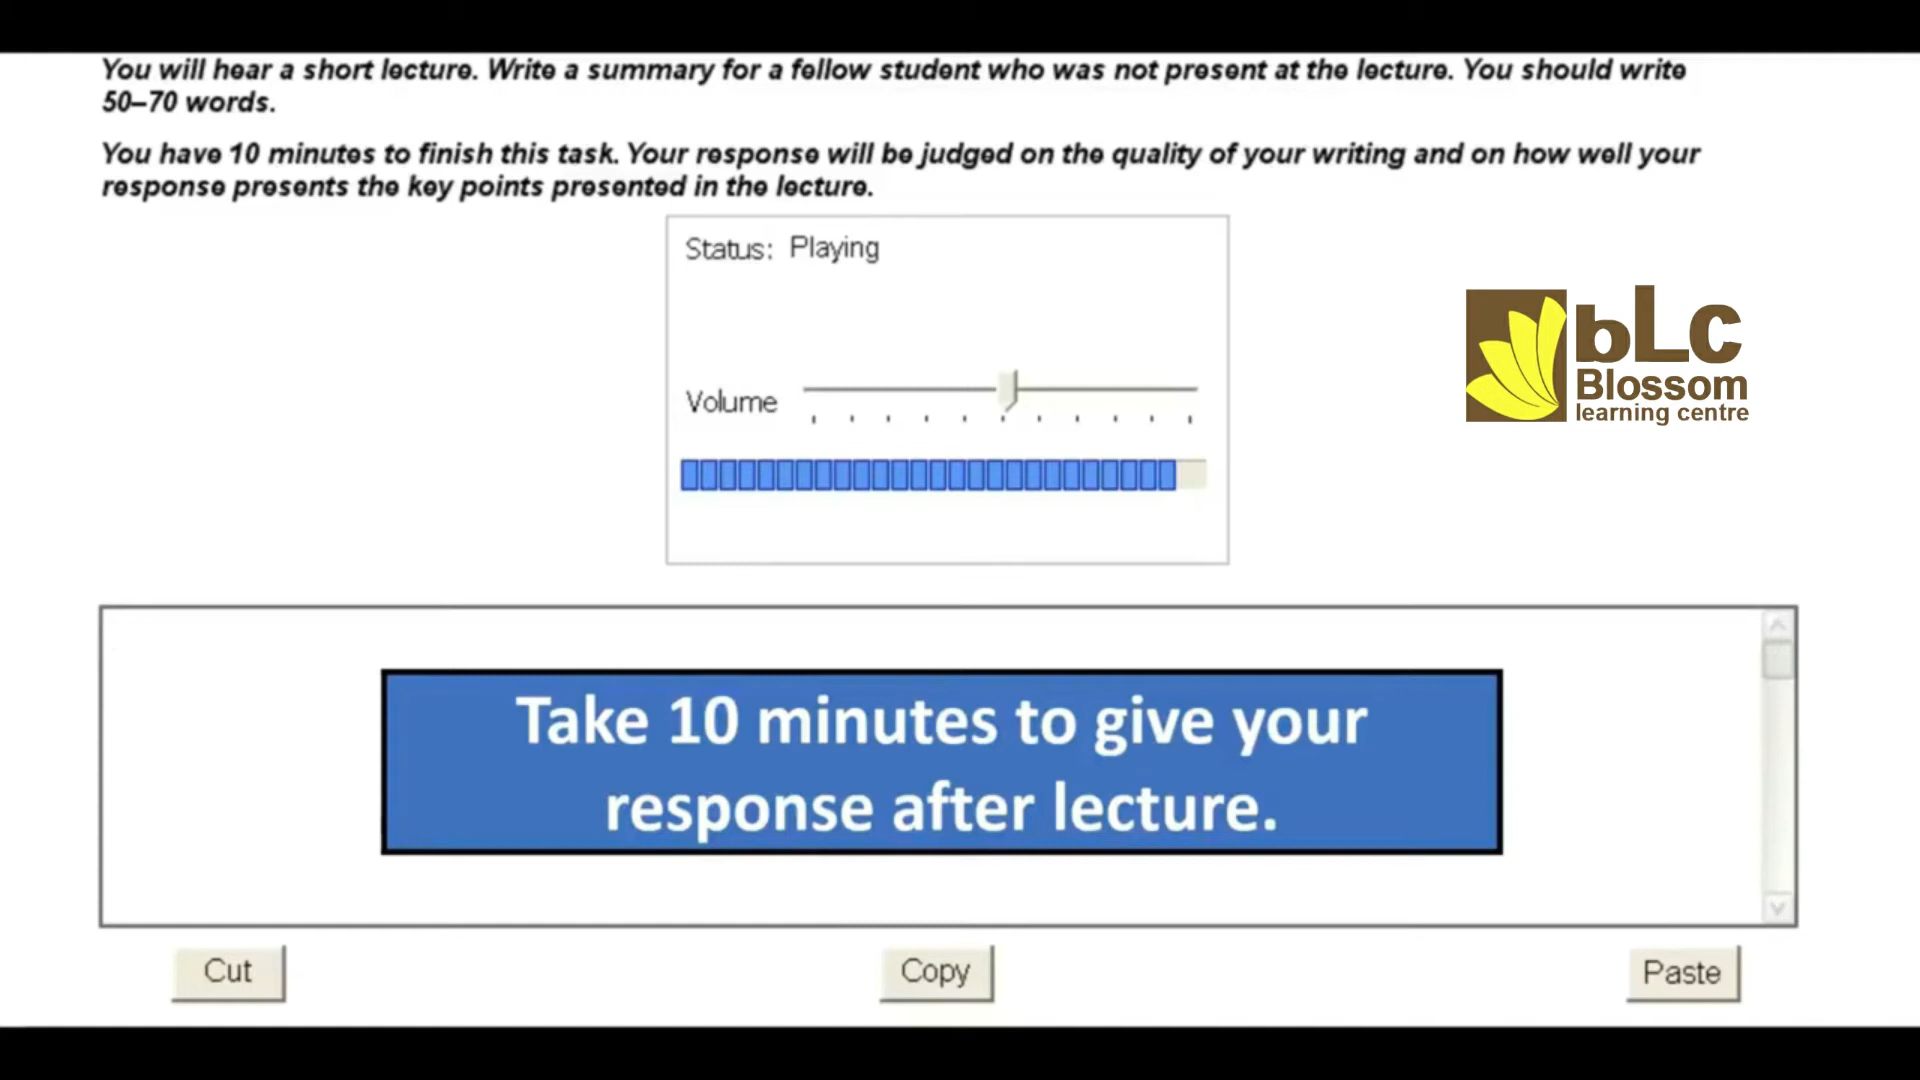 You will hear a short lecture. Write a summary for a fellow student who was not present at the lecture. You should write
50–70 words.
You have 10 minutes to finish this task. Your response will be judged on the quality of your writing and on how well your
response presents the key points presented in the lecture.
Status: Playing
Volume
bLc
Blossom
learning centre
Take 10 minutes to give your
response after lecture.
Cut
Copy
Paste